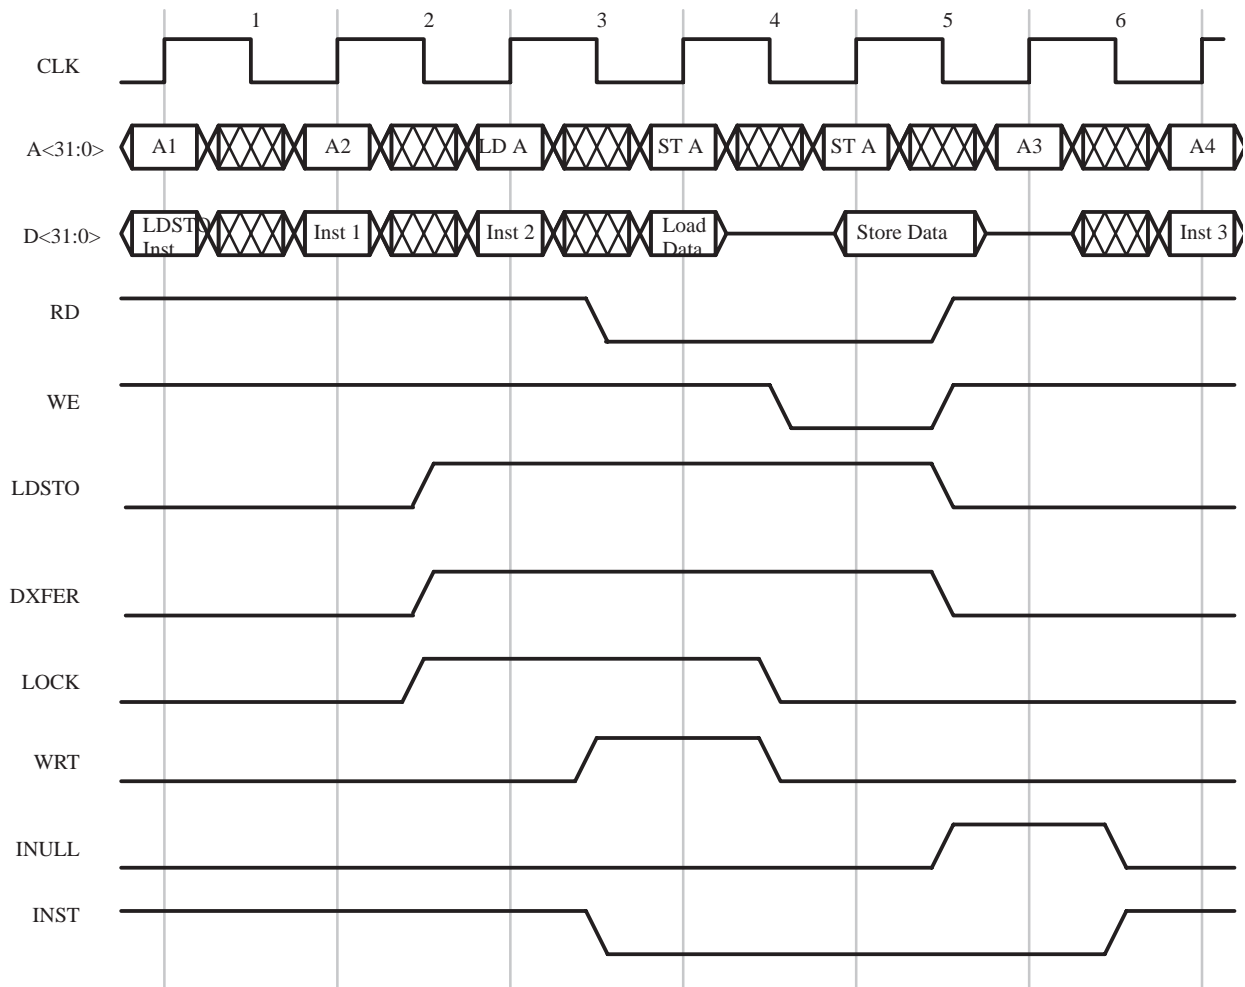 1 2 3 4 5 6
CLK
A<31:0> A1 A2 LD A ST A ST A A3 A4
D<31:0> LDSTO Inst Inst 1 Inst 2 Load Data Store Data Inst 3
RD
WE
LDSTO
DXFER
LOCK
WRT
INULL
INST